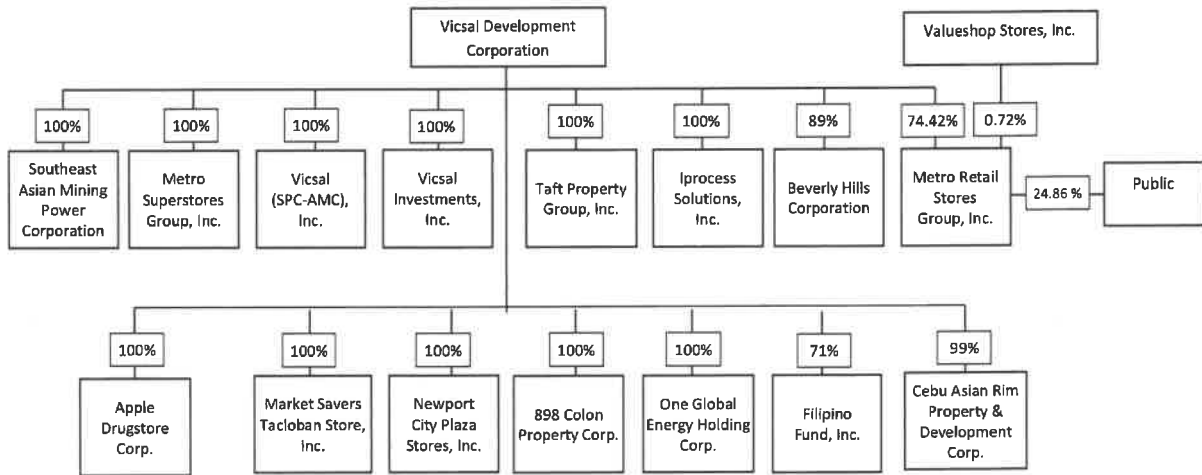 Vicsal Development
Corporation
Valueshop Stores, Inc.
100%
100%
100%
100%
100%
100%
89%
74.42%
0.72%
Southeast
Asian Mining
Power
Corporation
Metro
Superstores
Group, Inc.
Vicsal
(SPC-AMC),
Inc.
Vicsal
Investments,
Inc.
Taft Property
Group, Inc.
Iprocess
Solutions,
Inc.
Beverly Hills
Corporation
Metro Retail
Stores
Group, Inc.
24.86 %
Public
100%
100%
100%
100%
100%
71%
99%
Apple
Drugstore
Corp.
Market Savers
Tacloban Store,
Inc.
Newport
City Plaza
Stores, Inc.
898 Colon
Property Corp.
One Global
Energy Holding
Corp.
Filipino
Fund, Inc.
Cebu Asian Rim
Property &
Development
Corp.